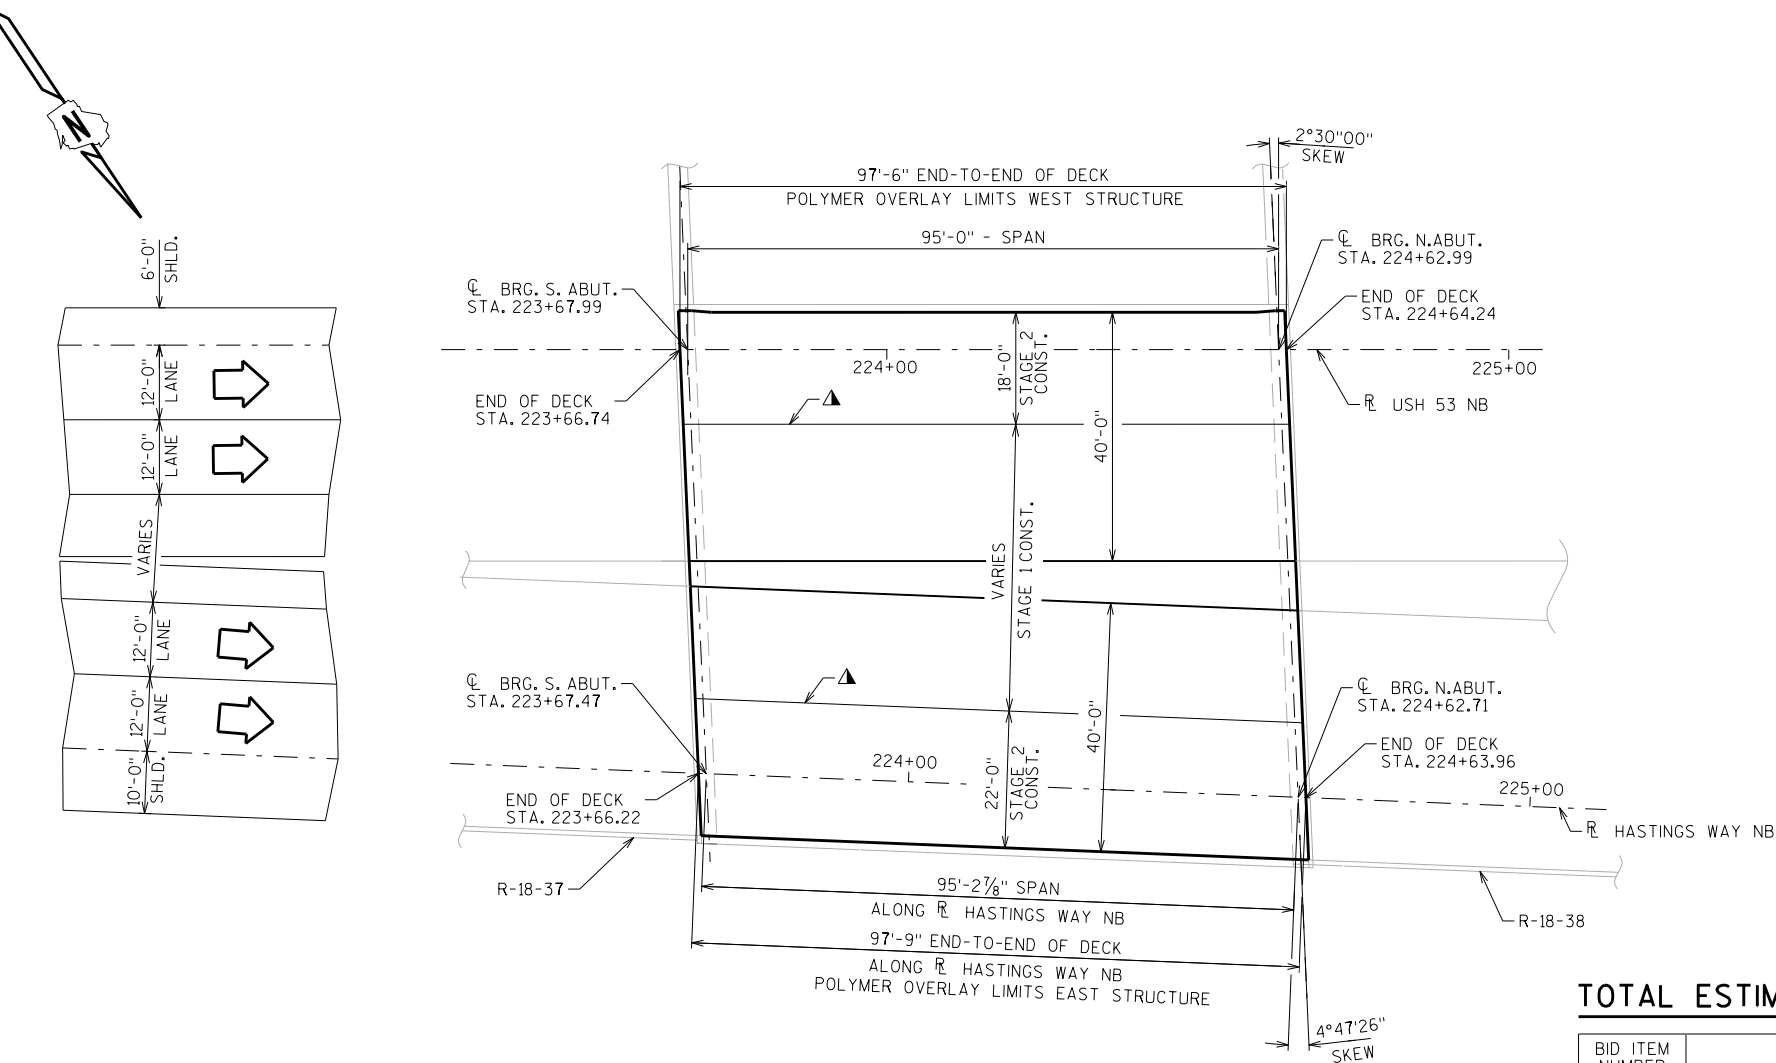 N
2°30"00"
SKEW
97'-6" END-TO-END OF DECK
POLYMER OVERLAY LIMITS WEST STRUCTURE
95'-0" - SPAN
6'-0"
SHLD.
12'-0"
LANE
12'-0"
LANE
VARIES
12'-0"
LANE
12'-0"
LANE
10'-0"
SHLD.
℄ BRG. S. ABUT.
STA. 223+67.99
℄ BRG. N.ABUT.
STA. 224+62.99
END OF DECK
STA. 224+64.24
END OF DECK
STA. 223+66.74
224+00
225+00
18'-0"
STAGE 2
CONST.
40'-0"
R̲L USH 53 NB
VARIES
STAGE 1 CONST.
℄ BRG. S. ABUT.
STA. 223+67.47
℄ BRG. N.ABUT.
STA. 224+62.71
END OF DECK
STA. 224+63.96
END OF DECK
STA. 223+66.22
224+00
225+00
22'-0"
STAGE 2
CONST.
40'-0"
RL HASTINGS WAY NB
R-18-37
R-18-38
95'-2⅞" SPAN
ALONG RL HASTINGS WAY NB
97'-9" END-TO-END OF DECK
ALONG RL HASTINGS WAY NB
POLYMER OVERLAY LIMITS EAST STRUCTURE
4°47'26"
SKEW
TOTAL ESTIM
BID ITEM
NUMBER